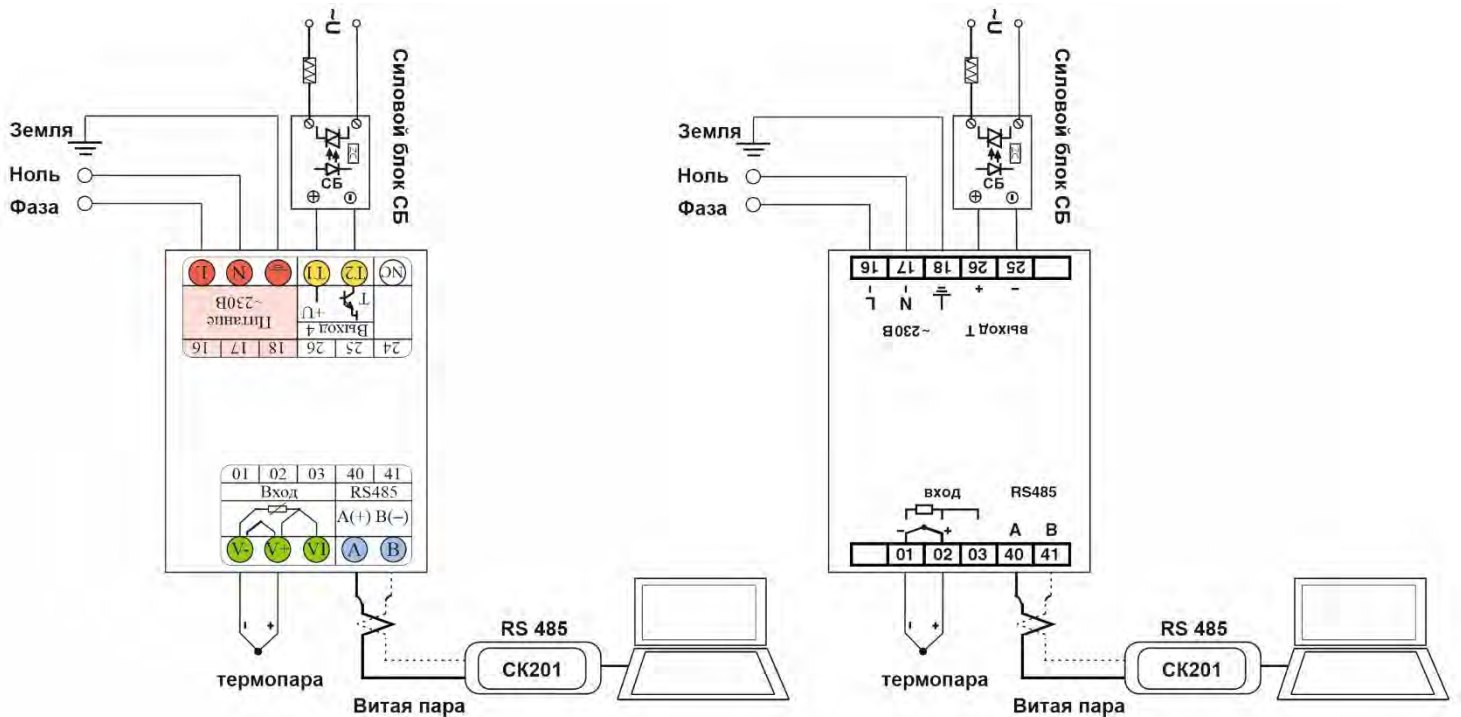 ~U
Силовой блок СБ
Земля
Ноль
Фаза
RC
СБ
L N T1 T2 NC
Питание
~230В
+U T
Выход 4
16 17 18 26 25 24
01 02 03 40 41
Вход RS485
A(+) B(–)
V- V+ VI A B
- +
термопара
RS 485
СК201
Витая пара
~U
Силовой блок СБ
Земля
Ноль
Фаза
RC
СБ
16 17 18 26 25
L N + –
~230В выход T
вход RS485
– + A B
01 02 03 40 41
- +
термопара
RS 485
СК201
Витая пара